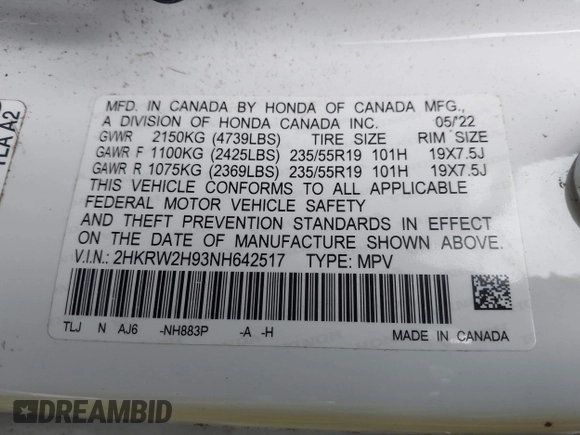 TLA A2
MFD. IN CANADA BY HONDA OF CANADA MFG.,
A DIVISION OF HONDA CANADA INC. 05/'22
GVWR 2150KG (4739LBS) TIRE SIZE RIM SIZE
GAWR F 1100KG (2425LBS) 235/55R19 101H 19X7.5J
GAWR R 1075KG (2369LBS) 235/55R19 101H 19X7.5J
THIS VEHICLE CONFORMS TO ALL APPLICABLE
FEDERAL MOTOR VEHICLE SAFETY
AND THEFT PREVENTION STANDARDS IN EFFECT
ON THE DATE OF MANUFACTURE SHOWN ABOVE.
V.I.N.: 2HKRW2H93NH642517 TYPE: MPV
TLJ N AJ6 -NH883P -A -H
MADE IN CANADA
DREAMBID